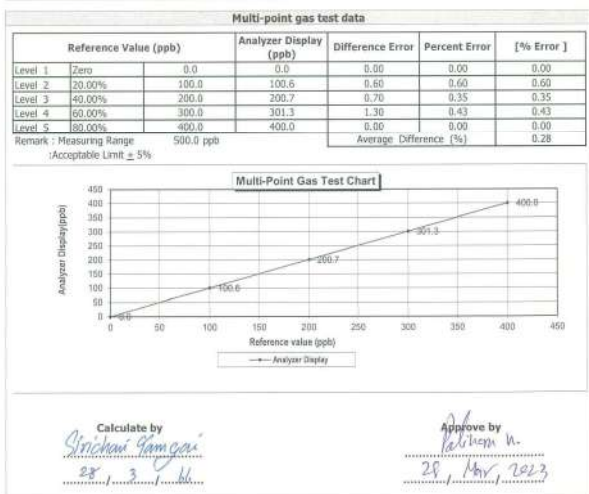 Multi-point gas test data
Reference Value (ppb) Analyzer Display (ppb) Difference Error Percent Error [% Error ]
Level 1 Zero 0.0 0.0 0.00 0.00 0.00
Level 2 20.00% 100.0 100.6 0.60 0.60 0.60
Level 3 40.00% 200.0 200.7 0.70 0.35 0.35
Level 4 60.00% 300.0 301.3 1.30 0.43 0.43
Level 5 80.00% 400.0 400.0 0.00 0.00 0.00
Remark : Measuring Range 500.0 ppb Average Difference (%) 0.28
:Acceptable Limit ± 5%
Multi-Point Gas Test Chart
Analyzer Display(ppb)
450
400
350
300
250
200
150
100
50
0
0.0
100.6
200.7
301.3
400.0
0 50 100 150 200 250 300 350 400 450
Reference value (ppb)
Analyzer Display
Calculate by
Sirichai
28 / 3 / 66
Approve by
28 / Mar / 2023